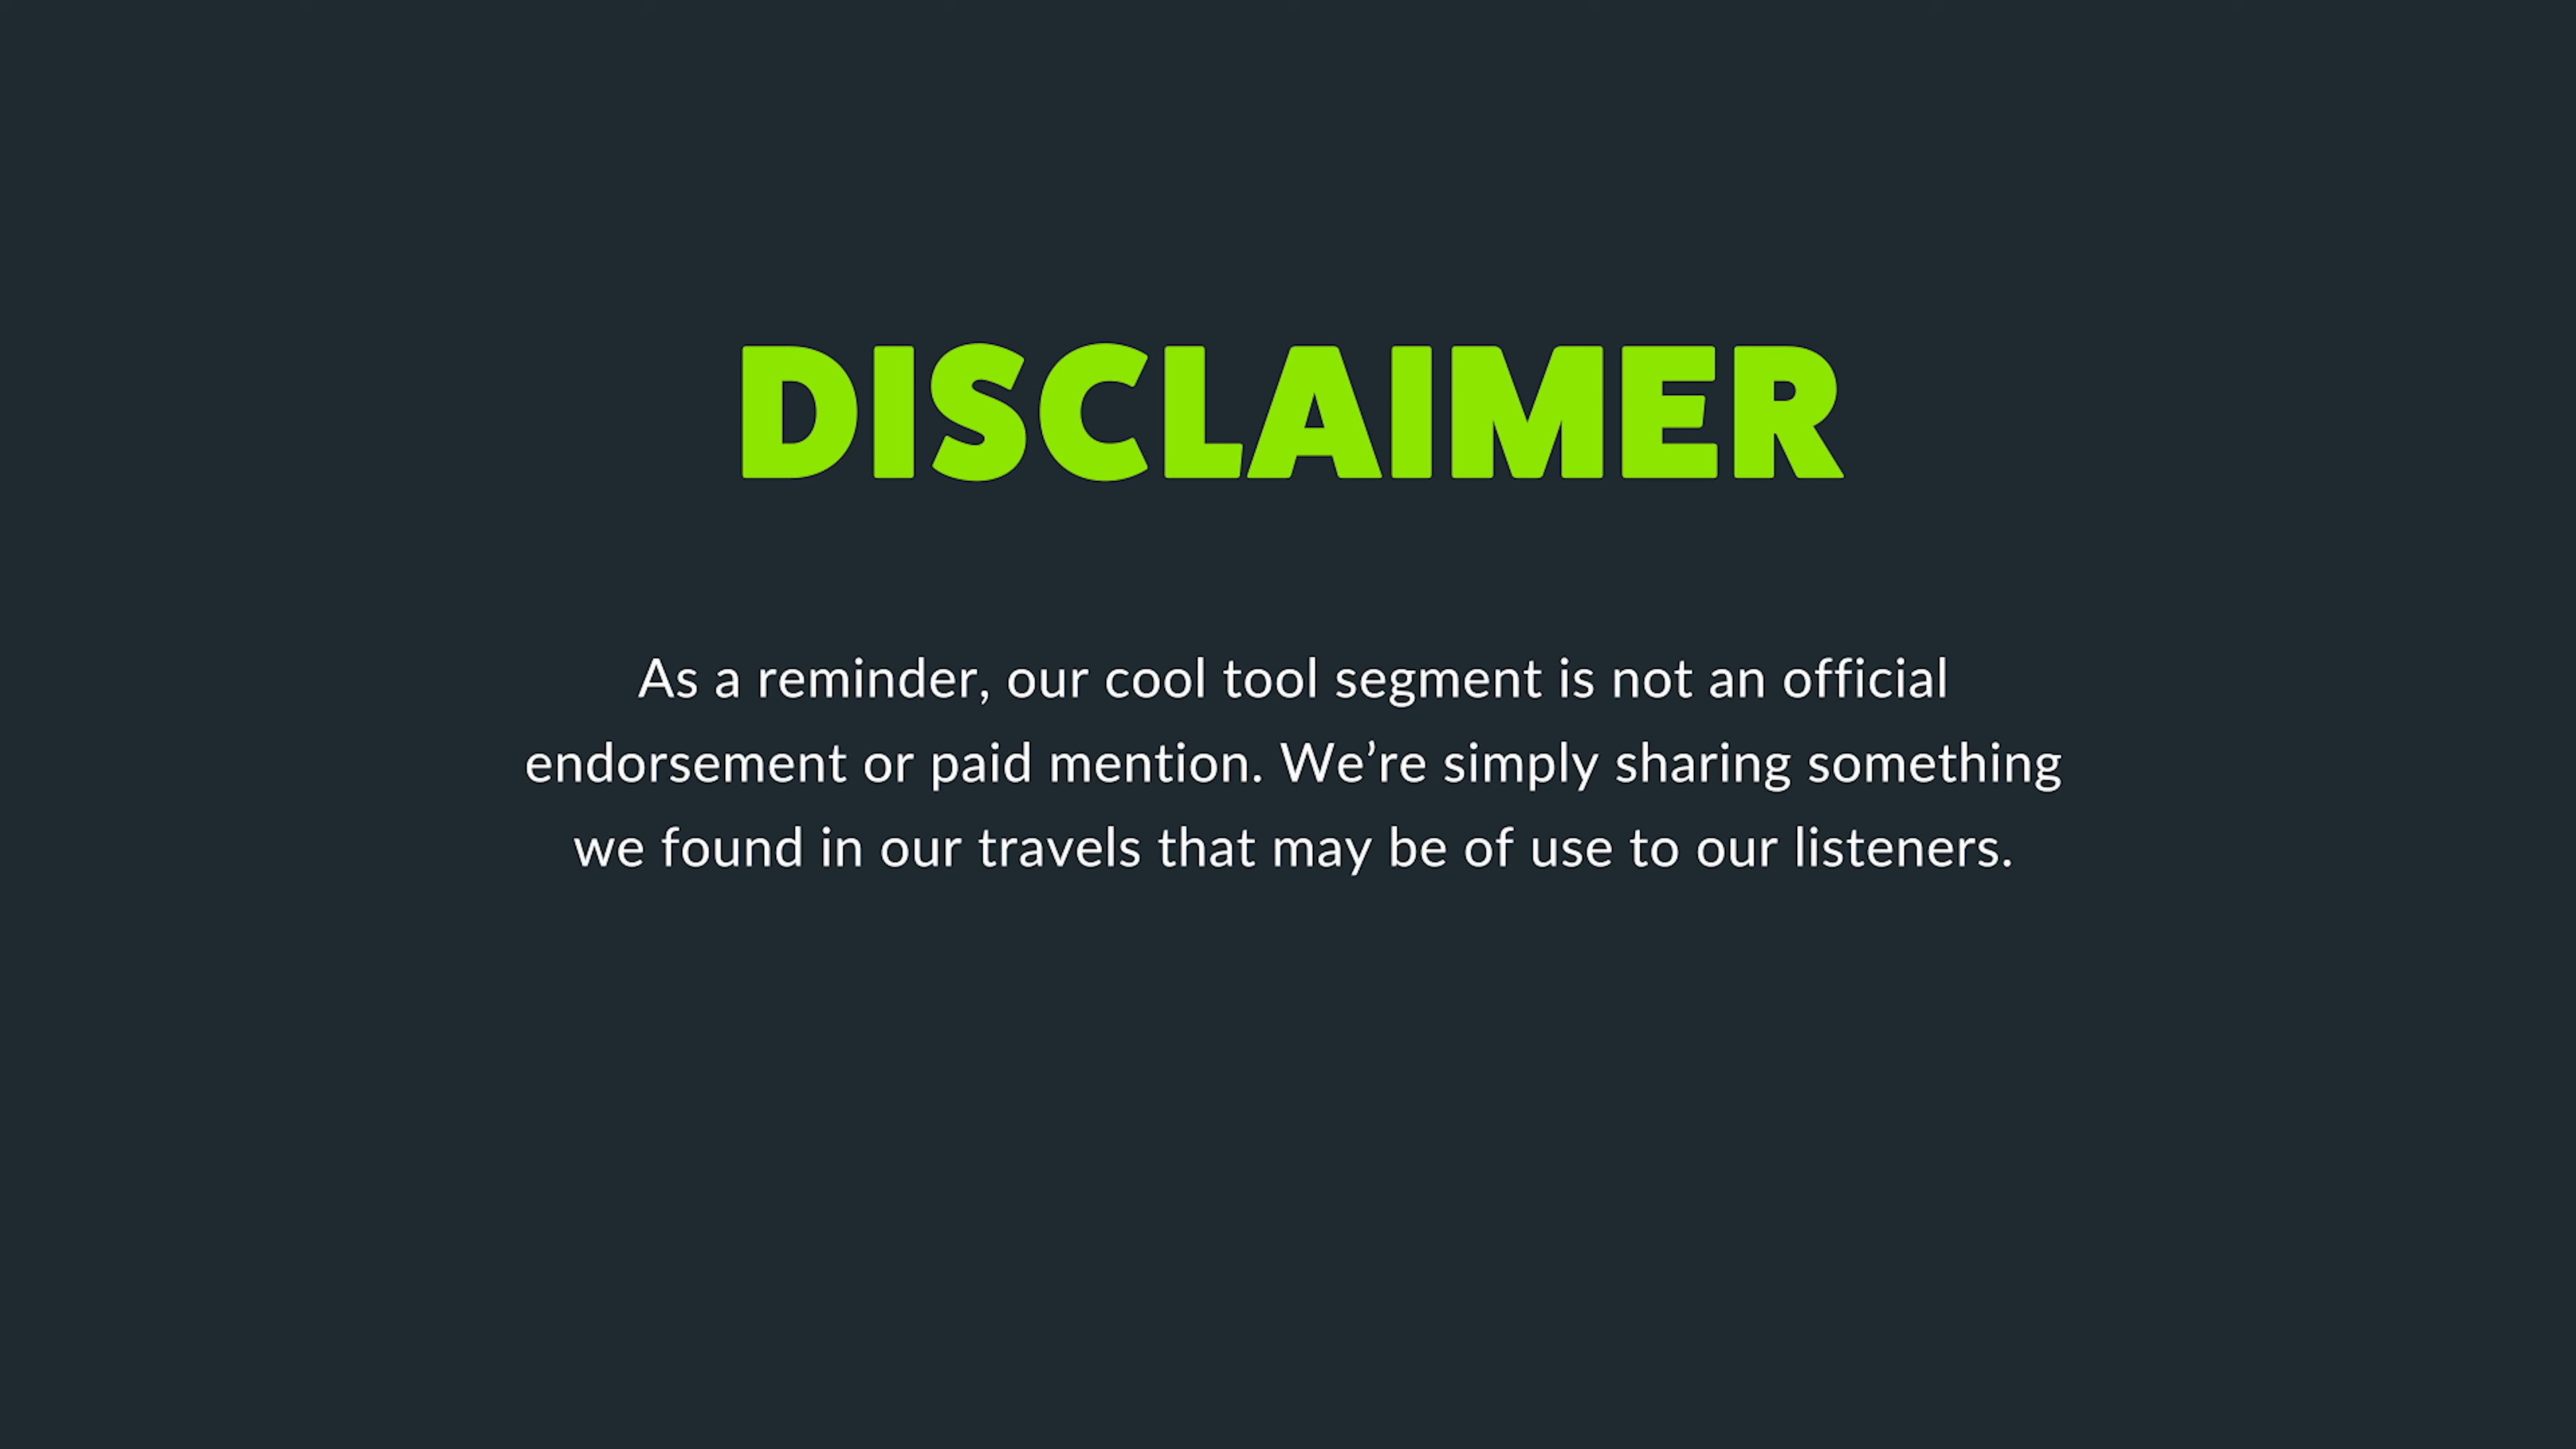 DISCLAIMER
As a reminder, our cool tool segment is not an official
endorsement or paid mention. We’re simply sharing something
we found in our travels that may be of use to our listeners.